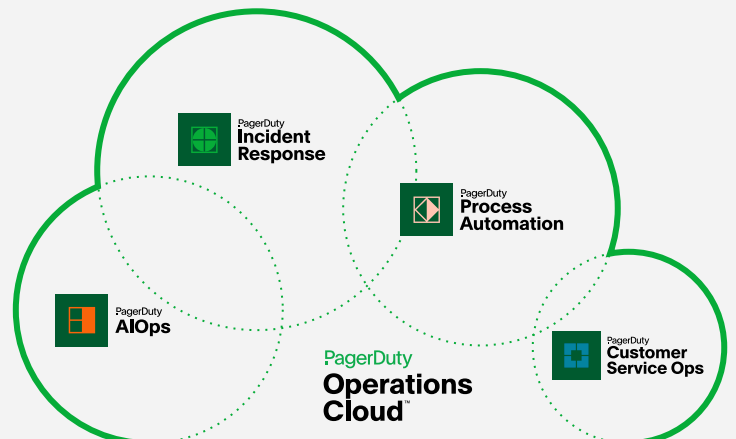 PagerDuty
Incident
Response
PagerDuty
Process
Automation
PagerDuty
AIOps
PagerDuty
Customer
Service Ops
PagerDuty
Operations
Cloud™